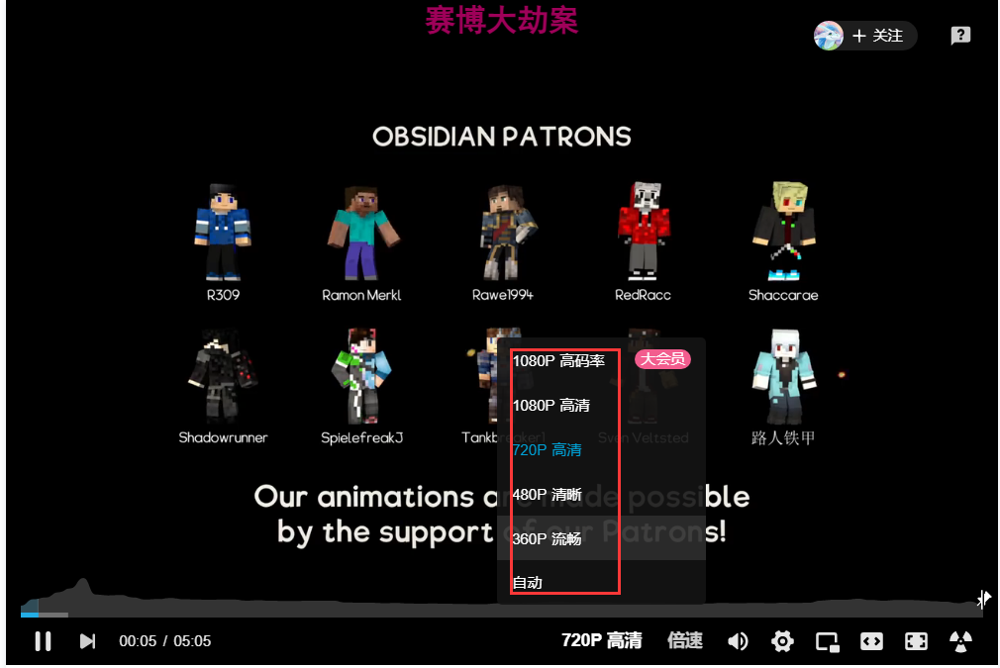 赛博大劫案
+ 关注
OBSIDIAN PATRONS
R309 Ramon Merkl Rawe1994 RedRacc Shaccarae
1080P 高码率 大会员
1080P 高清
Shadowrunner SpielefreakJ Tankbreaker1 Sven Veltsted 路人铁甲
720P 高清
480P 清晰
Our animations are made possible
by the support of our Patrons!
360P 流畅
自动
00:05 / 05:05 720P 高清 倍速